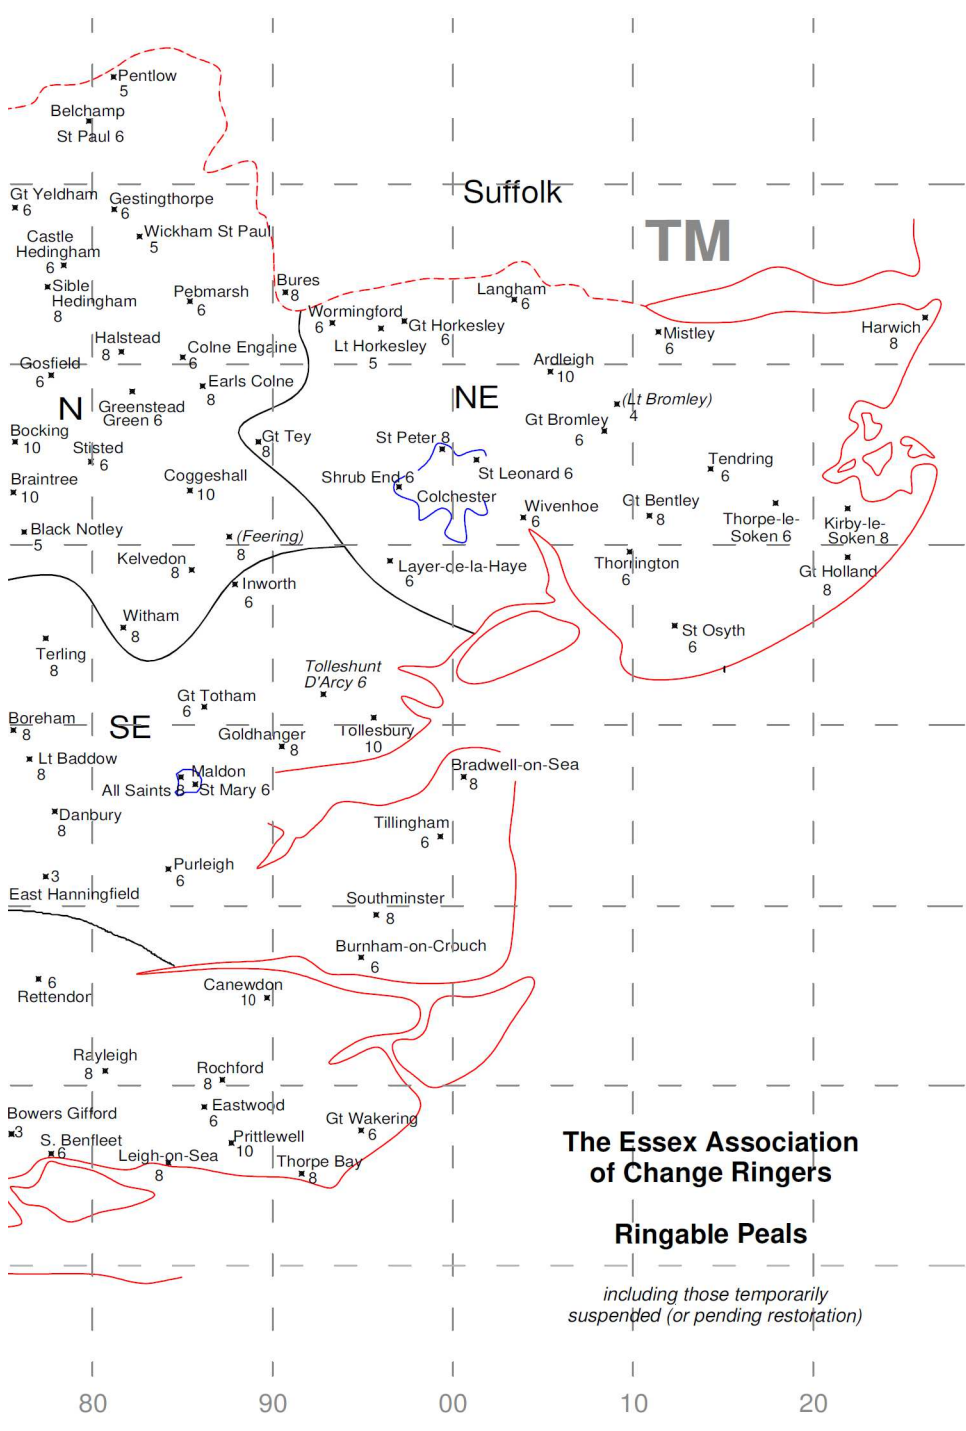 Pentlow
5
Belchamp
St Paul 6
Gt Yeldham
6
Gestingthorpe
6
Suffolk
Castle
Hedingham
6
Wickham St Paul
5
TM
Sible
Hedingham
8
Pebmarsh
6
Bures
8
Langham
6
Wormingford
6
Gt Horkesley
6
Lt Horkesley
5
Mistley
6
Harwich
8
Halstead
8
Colne Engaine
6
Gosfield
6
Earls Colne
8
Ardleigh
10
N
Greenstead
Green 6
NE
(Lt Bromley)
4
Gt Bromley
6
Bocking
10
Stisted
6
Gt Tey
8
St Peter 8
Shrub End 6
St Leonard 6
Colchester
Tendring
6
Braintree
10
Coggeshall
10
Wivenhoe
6
Gt Bentley
8
Thorpe-le-
Soken 6
Kirby-le-
Soken 8
Black Notley
5
(Feering)
8
Kelvedon
8
Inworth
6
Layer-de-la-Haye
6
Thorrington
6
Gt Holland
8
Witham
8
St Osyth
6
Terling
8
Tolleshunt
D'Arcy 6
Gt Totham
6
Boreham
8
SE
Goldhanger
8
Tollesbury
10
Lt Baddow
8
Maldon
All Saints 8
St Mary 6
Bradwell-on-Sea
8
Danbury
8
Tillingham
6
Purleigh
6
3
East Hanningfield
Southminster
8
Burnham-on-Crouch
6
6
Rettendon
Canewdon
10
Rayleigh
8
Rochford
8
Bowers Gifford
3
Eastwood
6
Gt Wakering
6
S. Benfleet
6
Prittlewell
10
Leigh-on-Sea
8
Thorpe Bay
8
The Essex Association
of Change Ringers
Ringable Peals
including those temporarily
suspended (or pending restoration)
80 90 00 10 20